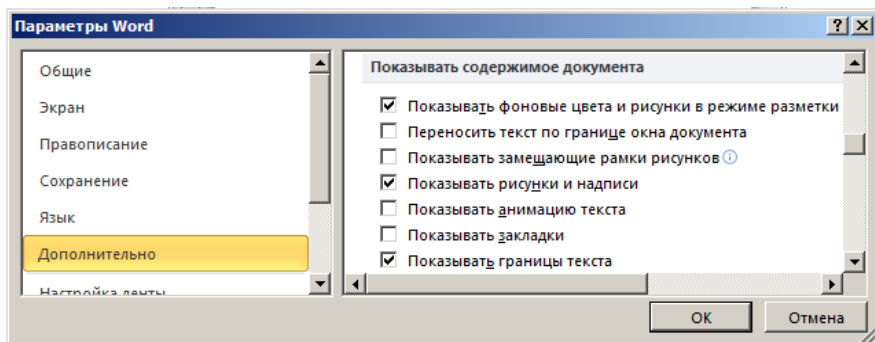 Параметры Word
Общие
Экран
Правописание
Сохранение
Язык
Дополнительно
Настройка ленты
Показывать содержимое документа
Показывать фоновые цвета и рисунки в режиме разметки
Переносить текст по границе окна документа
Показывать замещающие рамки рисунков
Показывать рисунки и надписи
Показывать анимацию текста
Показывать закладки
Показывать границы текста
ОК
Отмена